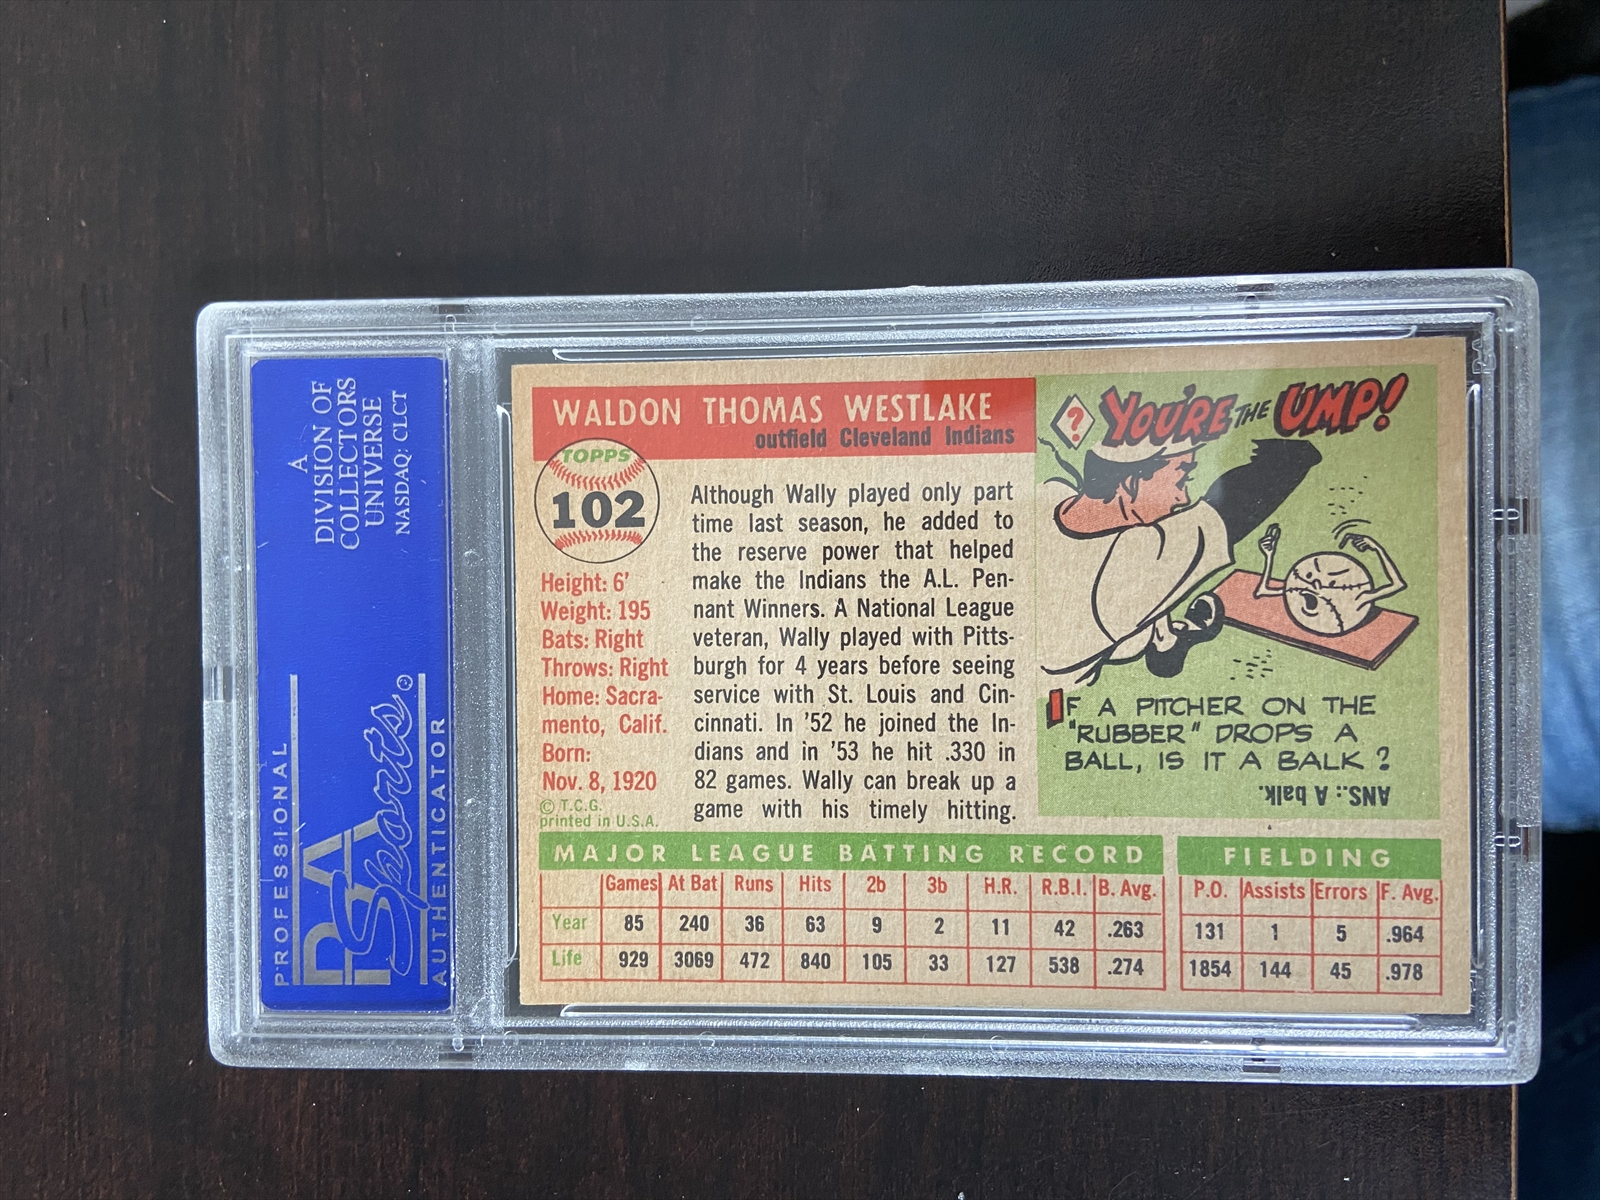 A
DIVISION OF
COLLECTORS
UNIVERSE
NASDAQ: CLCT
PROFESSIONAL
PSA
Sports
AUTHENTICATOR
WALDON THOMAS WESTLAKE
outfield Cleveland Indians
TOPPS
102
Height: 6'
Weight: 195
Bats: Right
Throws: Right
Home: Sacra-
mento, Calif.
Born:
Nov. 8, 1920
© T.C.G.
printed in U.S.A.
Although Wally played only part
time last season, he added to
the reserve power that helped
make the Indians the A.L. Pen-
nant Winners. A National League
veteran, Wally played with Pitts-
burgh for 4 years before seeing
service with St. Louis and Cin-
cinnati. In '52 he joined the In-
dians and in '53 he hit .330 in
82 games. Wally can break up a
game with his timely hitting.
? YOU'RE THE UMP!
IF A PITCHER ON THE
"RUBBER" DROPS A
BALL, IS IT A BALK?
ANS.: A balk.
MAJOR LEAGUE BATTING RECORD
Games At Bat Runs Hits 2b 3b H.R. R.B.I. B. Avg.
Year 85 240 36 63 9 2 11 42 .263
Life 929 3069 472 840 105 33 127 538 .274
FIELDING
P.O. Assists Errors F. Avg.
131 1 5 .964
1854 144 45 .978